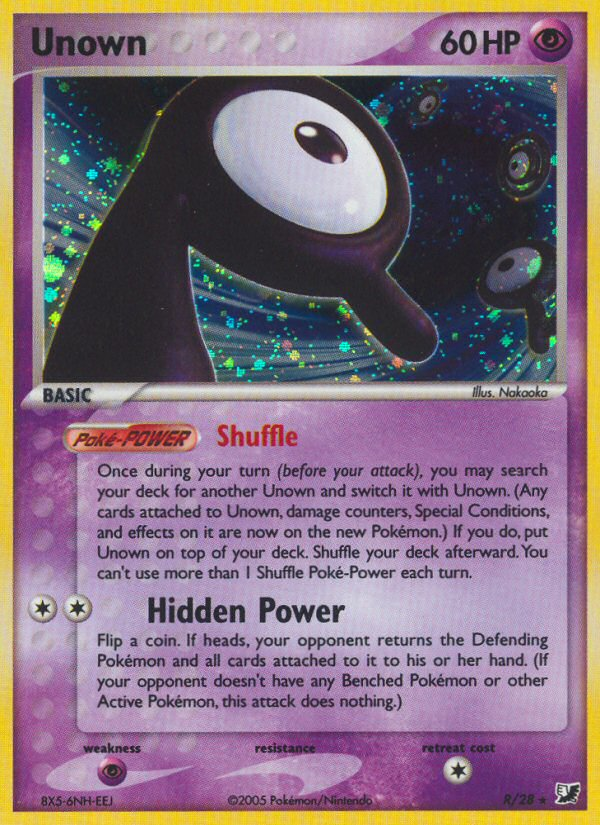 Unown 60 HP
BASIC
Illus. Nakaoka
Poké-POWER Shuffle
Once during your turn (before your attack), you may search
your deck for another Unown and switch it with Unown. (Any
cards attached to Unown, damage counters, Special Conditions,
and effects on it are now on the new Pokémon.) If you do, put
Unown on top of your deck. Shuffle your deck afterward. You
can't use more than 1 Shuffle Poké-Power each turn.
Hidden Power
Flip a coin. If heads, your opponent returns the Defending
Pokémon and all cards attached to it to his or her hand. (If
your opponent doesn't have any Benched Pokémon or other
Active Pokémon, this attack does nothing.)
weakness resistance retreat cost
8X5-6NH-EEJ ©2005 Pokémon/Nintendo R/28 ★